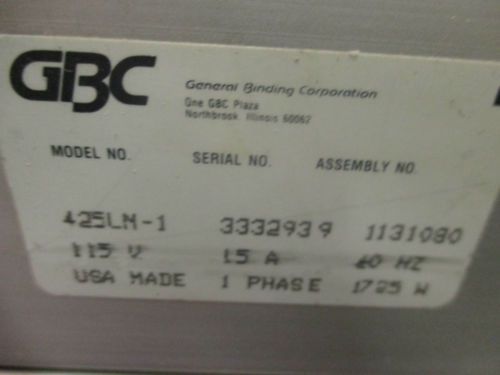 GBC
General Binding Corporation
One GBC Plaza
Northbrook, Illinois 60062
MODEL NO. SERIAL NO. ASSEMBLY NO.
425LM-1 3332939 1131080
115 V 15 A 60 HZ
USA MADE 1 PHASE 1725 W